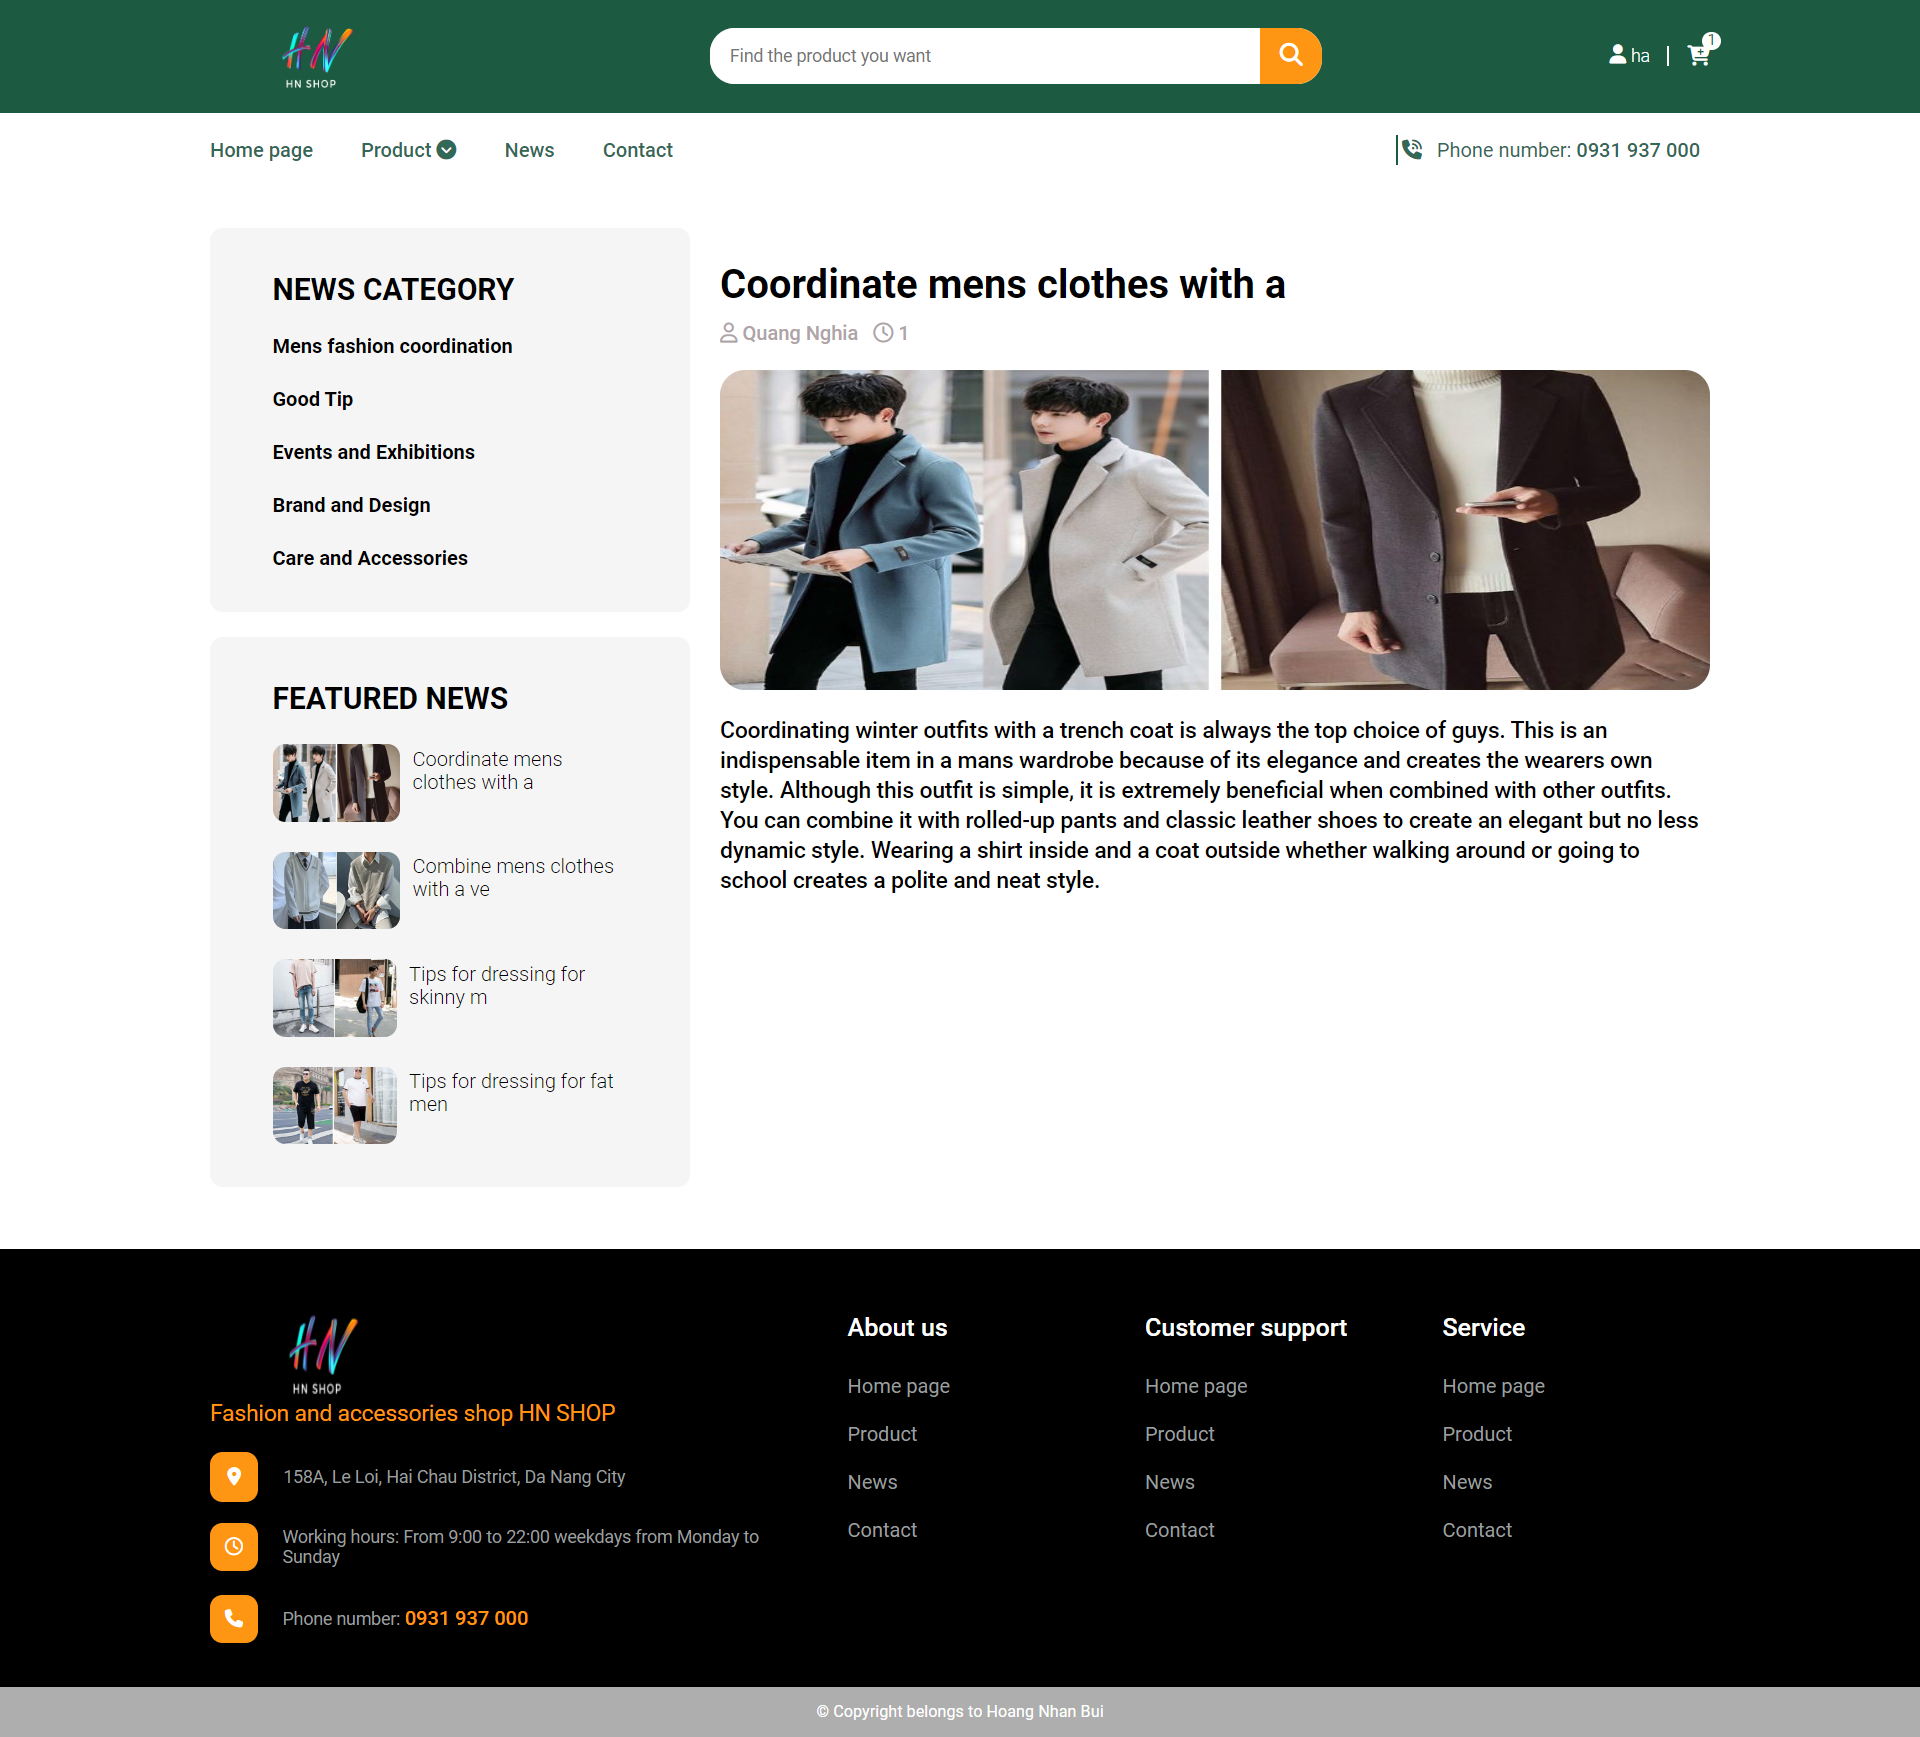 HN SHOP
Find the product you want
ha
1
Home page
Product
News
Contact
Phone number: 0931 937 000
NEWS CATEGORY
Mens fashion coordination
Good Tip
Events and Exhibitions
Brand and Design
Care and Accessories
FEATURED NEWS
Coordinate mens
clothes with a
Combine mens clothes
with a ve
Tips for dressing for
skinny m
Tips for dressing for fat
men
Coordinate mens clothes with a
Quang Nghia 1
Coordinating winter outfits with a trench coat is always the top choice of guys. This is an
indispensable item in a mans wardrobe because of its elegance and creates the wearers own
style. Although this outfit is simple, it is extremely beneficial when combined with other outfits.
You can combine it with rolled-up pants and classic leather shoes to create an elegant but no less
dynamic style. Wearing a shirt inside and a coat outside whether walking around or going to
school creates a polite and neat style.
HN SHOP
Fashion and accessories shop HN SHOP
158A, Le Loi, Hai Chau District, Da Nang City
Working hours: From 9:00 to 22:00 weekdays from Monday to
Sunday
Phone number: 0931 937 000
About us
Home page
Product
News
Contact
Customer support
Home page
Product
News
Contact
Service
Home page
Product
News
Contact
© Copyright belongs to Hoang Nhan Bui